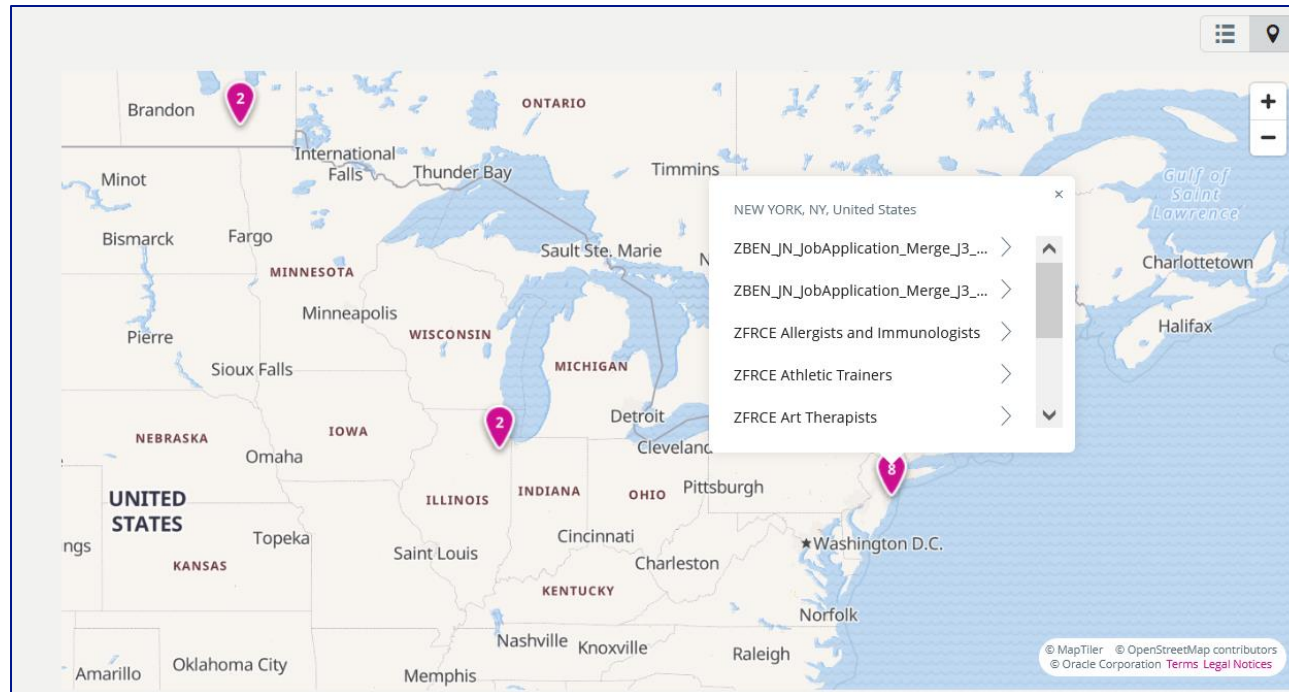 2
ONTARIO
Brandon
International
Falls
Thunder Bay
Timmins
Minot
Gulf of
Saint
Lawrence
×
NEW YORK, NY, United States
Bismarck
Fargo
Sault Ste. Marie
N
ZBEN_JN_JobApplication_Merge_J3_...
Charlottetown
MINNESOTA
ZBEN_JN_JobApplication_Merge_J3_...
Minneapolis
Pierre
WISCONSIN
ZFRCE Allergists and Immunologists
Halifax
Sioux Falls
MICHIGAN
ZFRCE Athletic Trainers
2
Detroit
ZFRCE Art Therapists
NEBRASKA
IOWA
Cleveland
Omaha
8
UNITED
STATES
ILLINOIS
INDIANA
OHIO
Pittsburgh
ngs
Topeka
Saint Louis
Cincinnati
Washington D.C.
KANSAS
Charleston
KENTUCKY
Norfolk
Nashville
Knoxville
Raleigh
Amarillo
Oklahoma City
Memphis
© MapTiler © OpenStreetMap contributors
© Oracle Corporation Terms Legal Notices
+
−